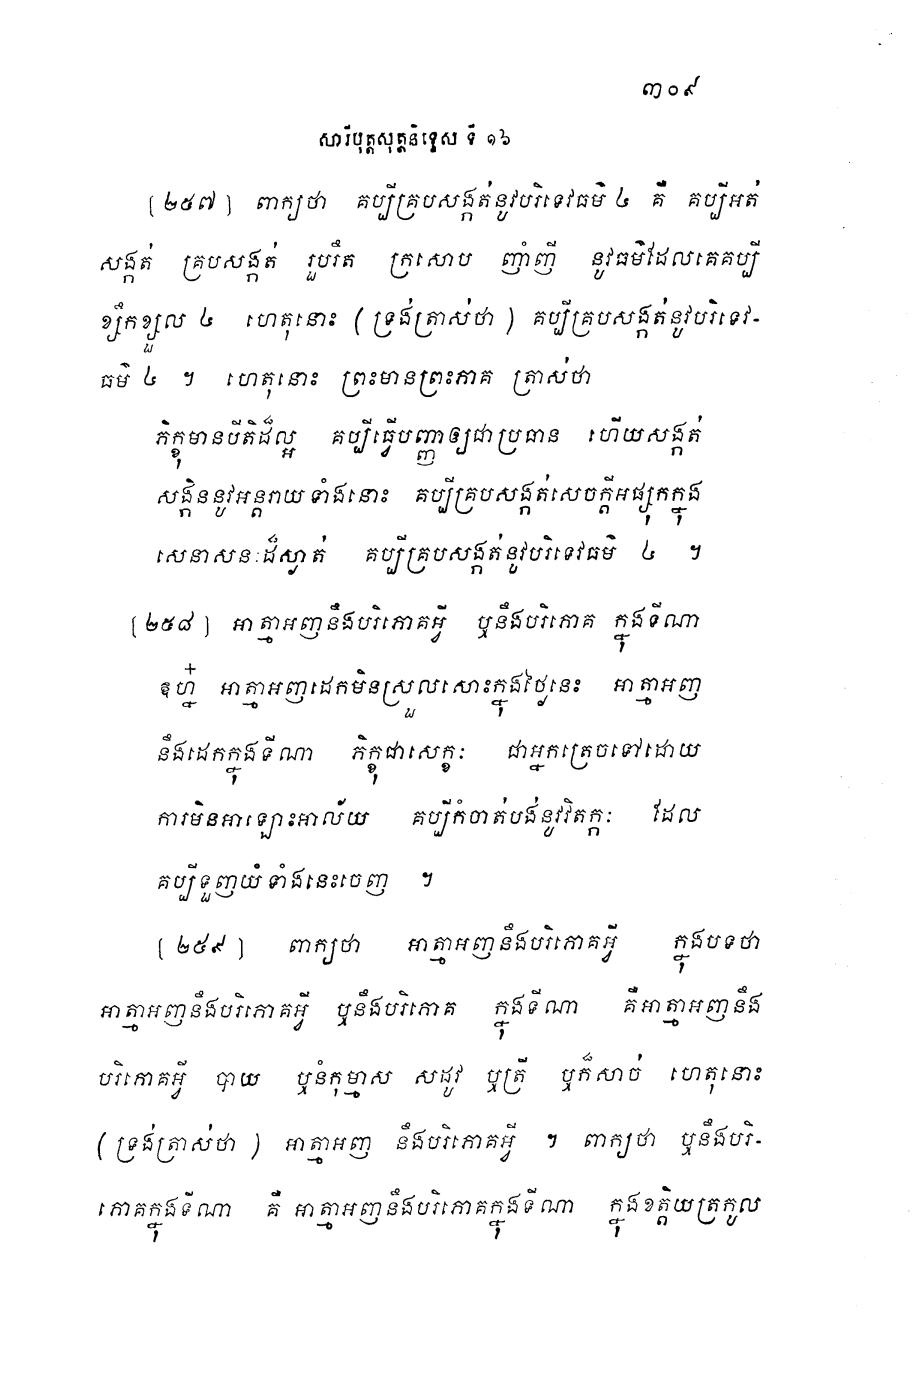 ៣០៩
សារីបុត្តសុត្តនិទ្ទេស ទី ១៦
[ ២៥៧ ] ពាក្យថា គប្បីគ្របសង្កត់នូវបរិទេវធម៌ ៤ គឺ គប្បីអត់
សង្កត់ គ្របសង្កត់ រួបរឹត ក្រសោប ញាំញី នូវធម៌ដែលគេគប្បី
ខ្សឹកខ្សួល ៤ ហេតុនោះ ( ទ្រង់ត្រាស់ថា ) គប្បីគ្របសង្កត់នូវបរិទេវ-
ធម៌ ៤ ។ ហេតុនោះ ព្រះមានព្រះភាគ ត្រាស់ថា
ភិក្ខុមានបីតិដ៏ល្អ គប្បីធ្វើបញ្ញាឲ្យជាប្រធាន ហើយសង្កត់
សង្កិននូវអន្តរាយទាំងនោះ គប្បីគ្របសង្កត់សេចក្តីអផ្សុកក្នុង
សេនាសនៈដ៏ស្ងាត់ គប្បីគ្របសង្កត់នូវបរិទេវធម៌ ៤ ។
[ ២៥៨ ] អាត្មាអញនឹងបរិភោគអ្វី ឬនឹងបរិភោគ ក្នុងទីណា
ឧហ្ន៎ អាត្មាអញដេកមិនស្រួលសោះក្នុងថ្ងៃនេះ អាត្មាអញ
នឹងដេកក្នុងទីណា ភិក្ខុជាសេក្ខៈ ជាអ្នកត្រេចទៅដោយ
ការមិនអាឡោះអាល័យ គប្បីកំចាត់បង់នូវវិតក្កៈ ដែល
គប្បីទួញយំទាំងនេះចេញ ។
[ ២៥៩ ] ពាក្យថា អាត្មាអញនឹងបរិភោគអ្វី ក្នុងបទថា
អាត្មាអញនឹងបរិភោគអ្វី ឬនឹងបរិភោគ ក្នុងទីណា គឺអាត្មាអញនឹង
បរិភោគអ្វី បាយ ឬនំកុម្មាស សដូវ ឬត្រី ឬក៏សាច់ ហេតុនោះ
( ទ្រង់ត្រាស់ថា ) អាត្មាអញ នឹងបរិភោគអ្វី ។ ពាក្យថា ឬនឹងបរិ-
ភោគក្នុងទីណា គឺ អាត្មាអញនឹងបរិភោគក្នុងទីណា ក្នុងខត្តិយត្រកូល